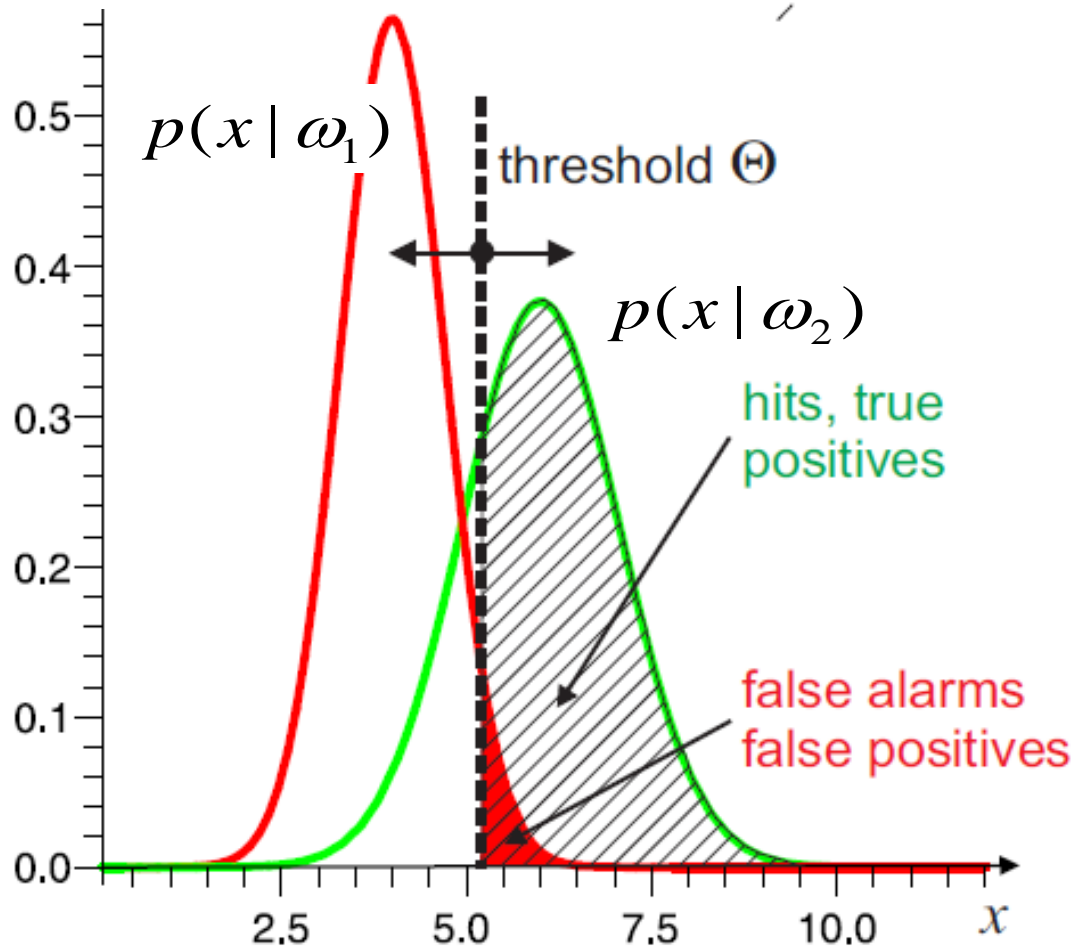 0.5
p(x | ω₁)
threshold Θ
0.4
p(x | ω₂)
hits, true
positives
0.3
0.2
false alarms
false positives
0.1
0.0
2.5 5.0 7.5 10.0 x